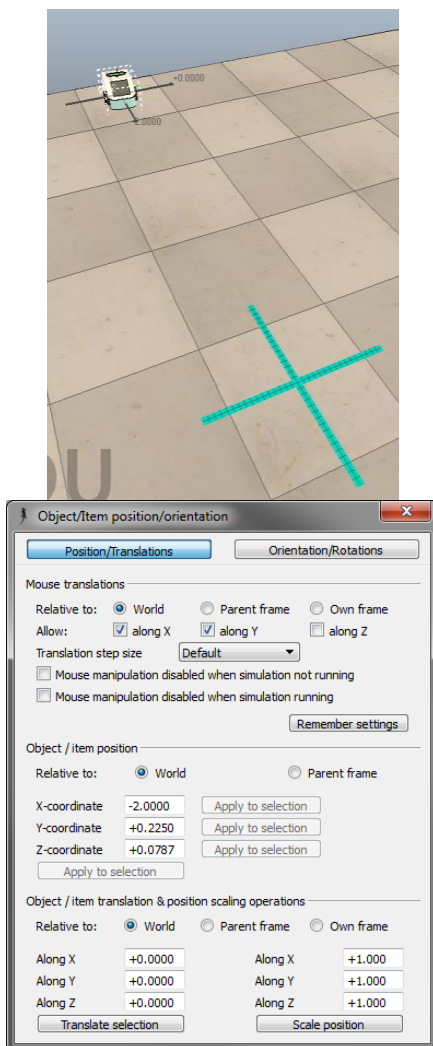 +0.0000
-2.0000
OU
Object/Item position/orientation
Position/Translations Orientation/Rotations
Mouse translations
Relative to: World Parent frame Own frame
Allow: along X along Y along Z
Translation step size Default
Mouse manipulation disabled when simulation not running
Mouse manipulation disabled when simulation running
Remember settings
Object / item position
Relative to: World Parent frame
X-coordinate -2.0000 Apply to selection
Y-coordinate +0.2250 Apply to selection
Z-coordinate +0.0787 Apply to selection
Apply to selection
Object / item translation & position scaling operations
Relative to: World Parent frame Own frame
Along X +0.0000 Along X +1.000
Along Y +0.0000 Along Y +1.000
Along Z +0.0000 Along Z +1.000
Translate selection Scale position